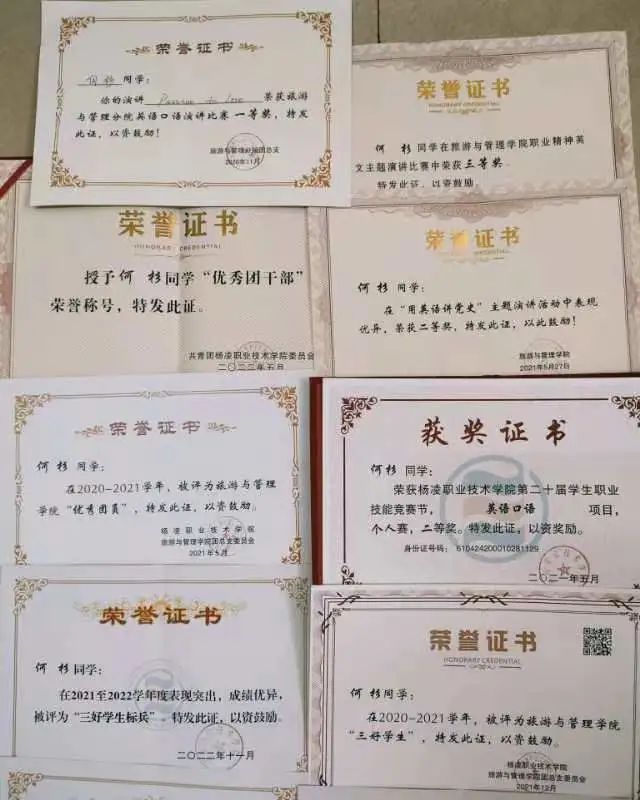 荣誉证书
何杉同学：
你的演讲 Passion to love 荣获旅游
与管理分院英语口语演讲比赛一等奖，特发
此证，以资鼓励！
旅游与管理分院团总支
2020年11月
荣誉证书
HONORARY CREDENTIAL
何杉同学在旅游与管理学院职业精神英
文主题演讲比赛中荣获三等奖。
特发此证，以资鼓励。
荣誉证书
HONORARY CREDENTIAL
授予何杉同学“优秀团干部”
荣誉称号，特发此证。
共青团杨凌职业技术学院委员会
二〇二二年五月
荣誉证书
HONORARY CREDENTIAL
何杉同学：
在“用英语讲党史”主题演讲活动中表现
优异，荣获二等奖，特发此证，以此鼓励！
旅游与管理学院
2021年5月27日
荣誉证书
何杉同学：
在2020-2021学年，被评为旅游与管理
学院“优秀团员”，特发此证，以资鼓励。
杨凌职业技术学院
旅游与管理学院团总支委员会
2021年5月
获奖证书
何杉同学：
荣获杨凌职业技术学院第二十届学生职业
技能竞赛节，英语口语项目，
个人赛，二等奖。特发此证，以资奖励。
身份证号码：610424200010281129
二〇二一年五月
荣誉证书
何杉同学：
在2021至2022学年度表现突出，成绩优异，
被评为“三好学生标兵”。特发此证，以资鼓励。
二〇二二年十一月
荣誉证书
HONORARY CREDENTIAL
何杉同学：
在2020-2021学年，被评为旅游与管理学院
“三好学生”，特发此证，以资鼓励。
杨凌职业技术学院
旅游与管理学院团总支委员会
2021年12月